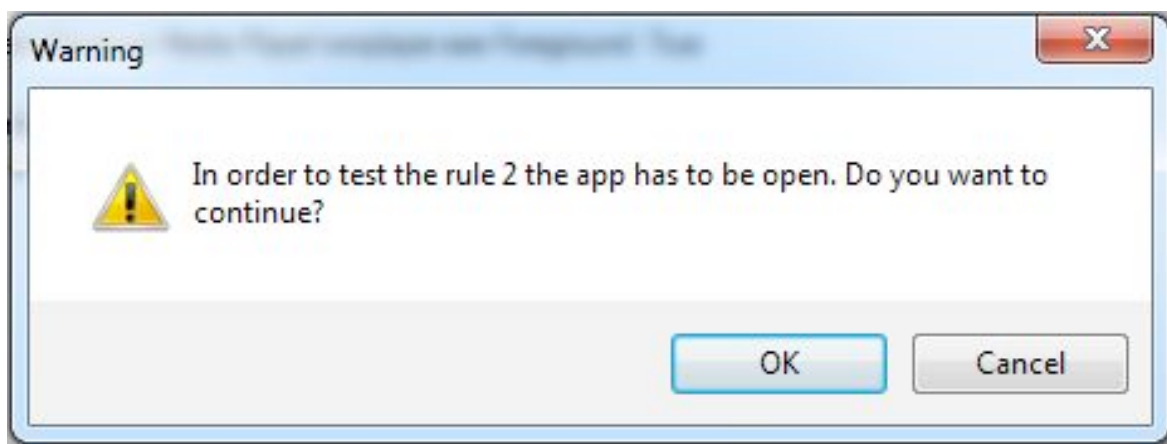 Warning
In order to test the rule 2 the app has to be open. Do you want to
continue?
OK
Cancel